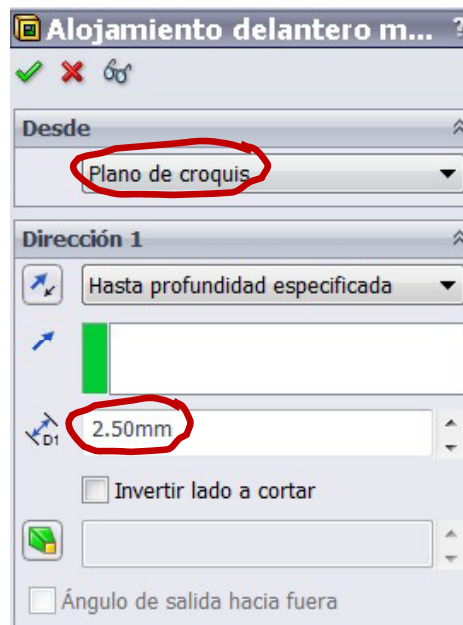 Alojamiento delantero m... ?
Desde
Plano de croquis
Dirección 1
Hasta profundidad especificada
D1
2.50mm
Invertir lado a cortar
Ángulo de salida hacia fuera